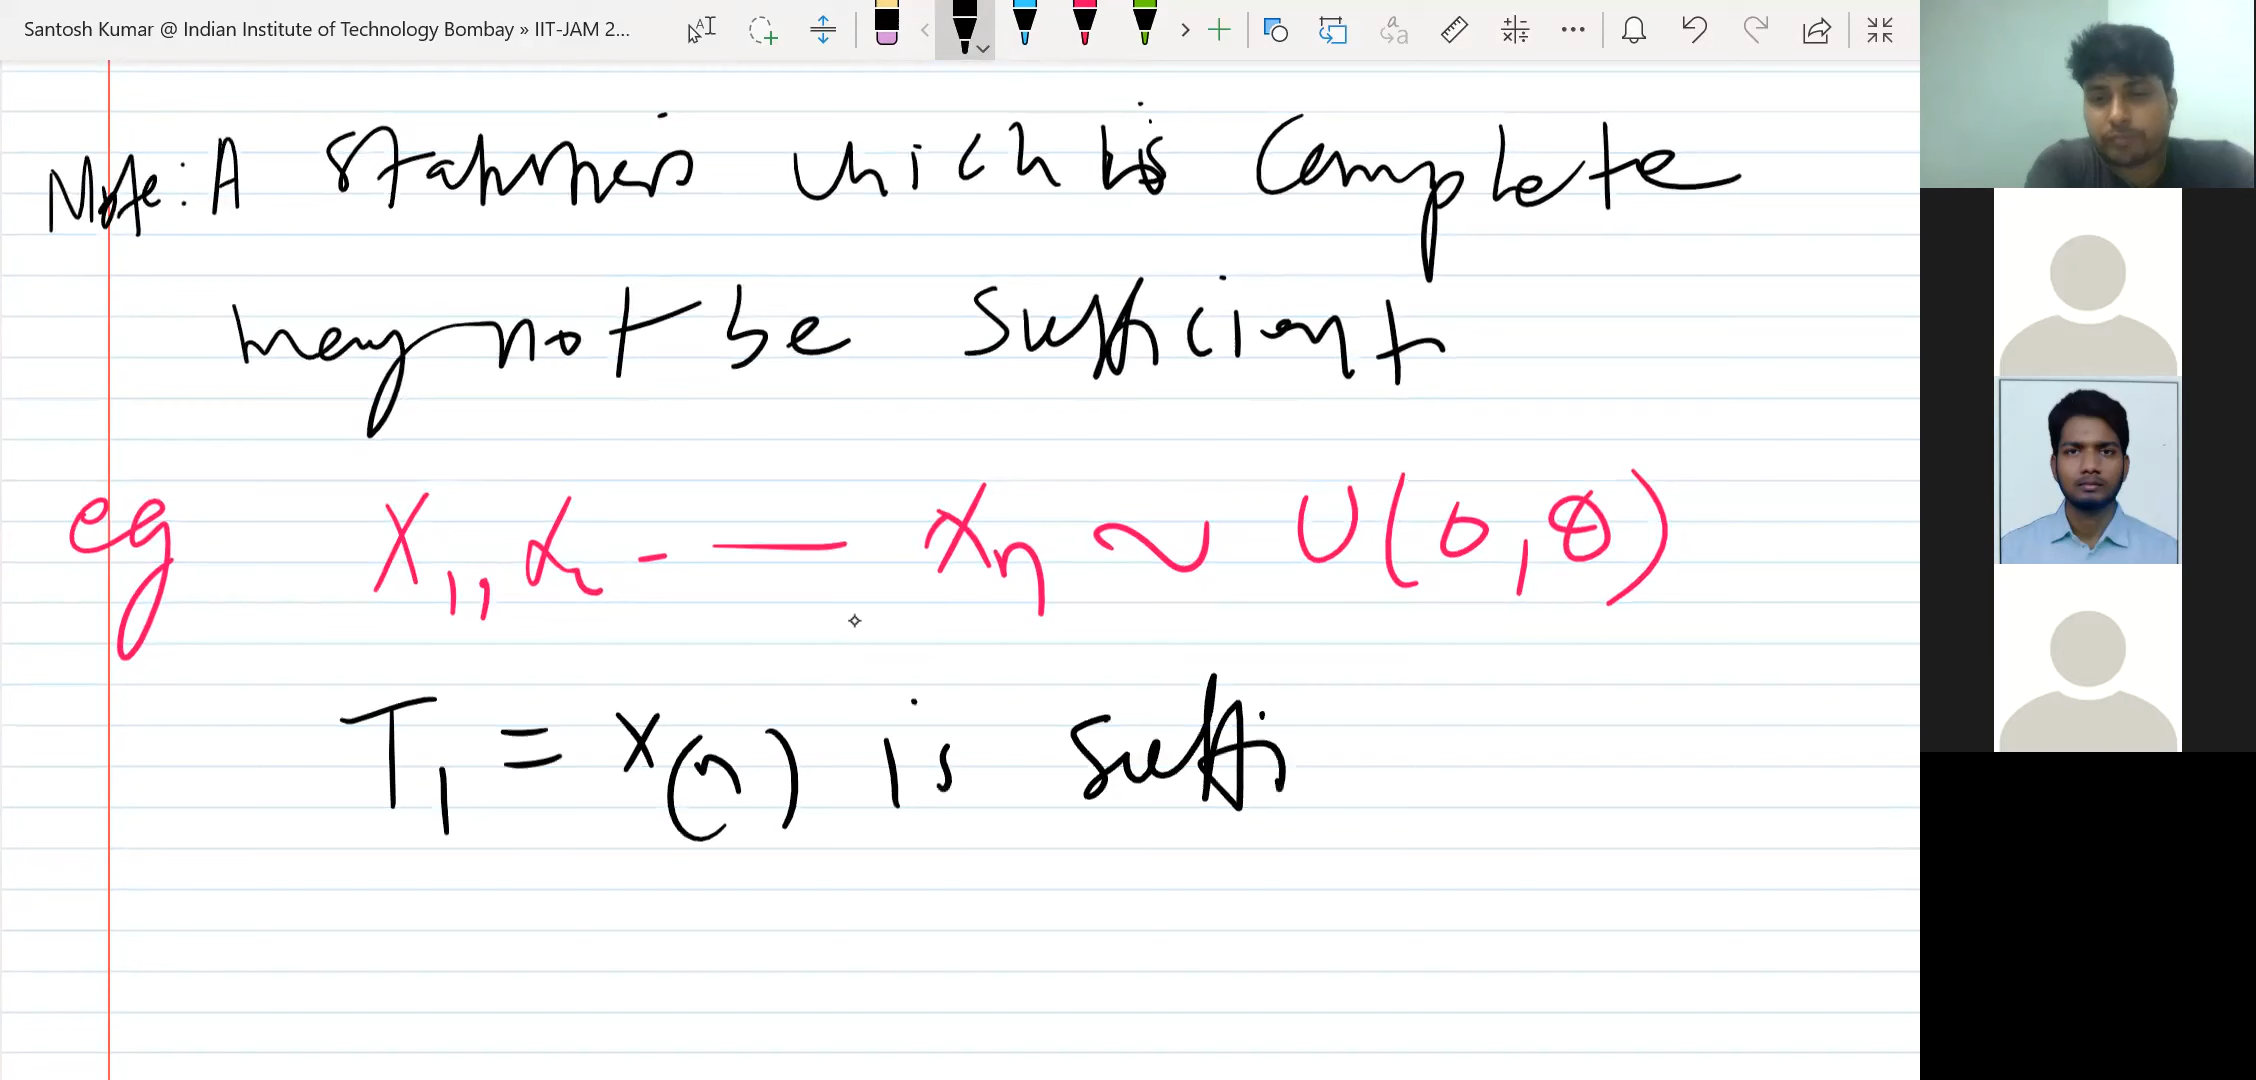 Santosh Kumar @ Indian Institute of Technology Bombay » IIT-JAM 2...
Note: A statistic which is complete
may not be sufficient
eg X₁, X₂ - — Xₙ ~ U(0,θ)
T₁ = X₍ₙ₎ is suffi